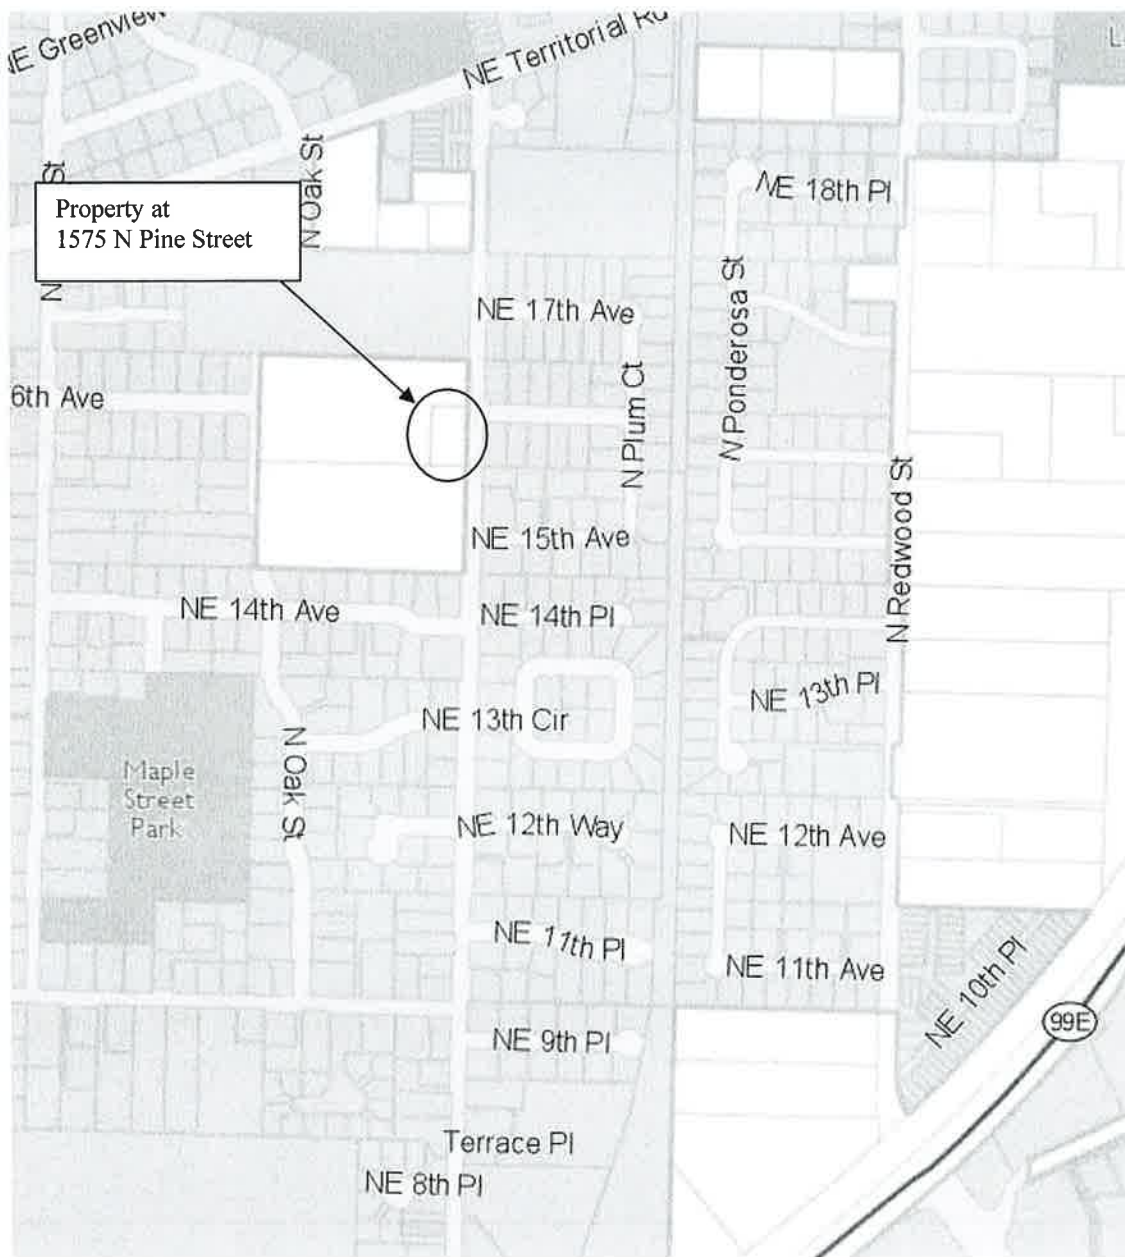 NE Greenview
NE Territorial Rd
L
N Oak St
St
N
Property at
1575 N Pine Street
NE 18th Pl
NE 17th Ave
N Ponderosa St
6th Ave
N Plum Ct
NE 15th Ave
N Redwood St
NE 14th Ave
NE 14th Pl
NE 13th Pl
NE 13th Cir
N Oak St
Maple
Street
Park
NE 12th Way
NE 12th Ave
NE 11th Pl
NE 11th Ave
NE 10th Pl
99E
NE 9th Pl
Terrace Pl
NE 8th Pl